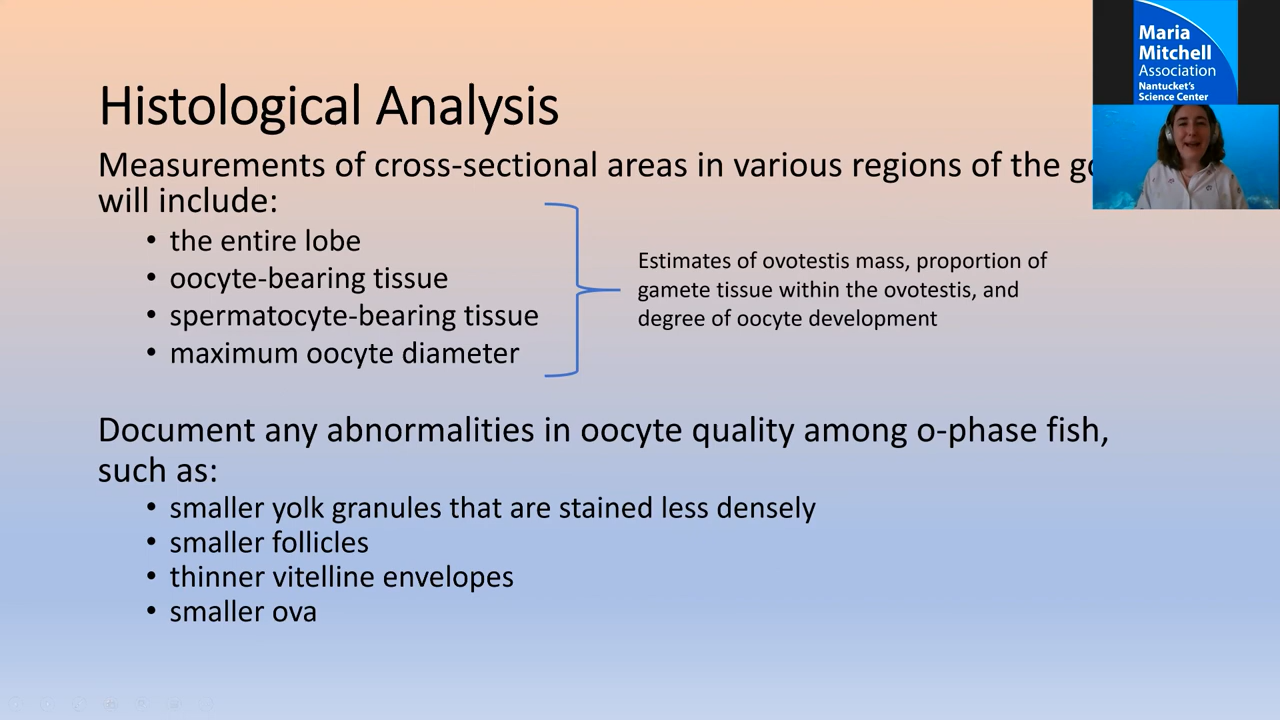 Maria
Mitchell
Association
Nantucket's
Science Center
Histological Analysis
Measurements of cross-sectional areas in various regions of the
will include:
• the entire lobe
• oocyte-bearing tissue
• spermatocyte-bearing tissue
• maximum oocyte diameter
Estimates of ovotestis mass, proportion of
gamete tissue within the ovotestis, and
degree of oocyte development
Document any abnormalities in oocyte quality among o-phase fish,
such as:
• smaller yolk granules that are stained less densely
• smaller follicles
• thinner vitelline envelopes
• smaller ova